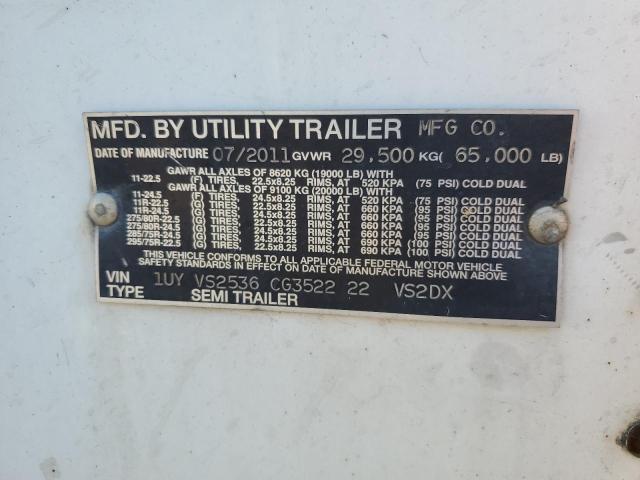 MFD. BY UTILITY TRAILER MFG CO.
DATE OF MANUFACTURE 07/2011 GVWR 29,500 KG( 65,000 LB)
GAWR ALL AXLES OF 8620 KG (19000 LB) WITH
11-22.5 (F) TIRES, 22.5x8.25 RIMS, AT 520 KPA (75 PSI) COLD DUAL
GAWR ALL AXLES OF 9100 KG (20000 LB) WITH
11-24.5 (F) TIRES, 24.5x8.25 RIMS, AT 520 KPA (75 PSI) COLD DUAL
11R-22.5 (F) TIRES, 22.5x8.25 RIMS, AT 660 KPA (95 PSI) COLD DUAL
11R-24.5 (F) TIRES, 24.5x8.25 RIMS, AT 660 KPA (95 PSI) COLD DUAL
275/80R-22.5 (F) TIRES, 22.5x8.25 RIMS, AT 660 KPA (95 PSI) COLD DUAL
275/80R-24.5 (G) TIRES, 24.5x8.25 RIMS, AT 660 KPA (95 PSI) COLD DUAL
285/75R-24.5 (G) TIRES, 24.5x8.25 RIMS, AT 690 KPA (100 PSI) COLD DUAL
295/75R-22.5 (G) TIRES, 22.5x8.25 RIMS, AT 690 KPA (100 PSI) COLD DUAL
THIS VEHICLE CONFORMS TO ALL APPLICABLE FEDERAL MOTOR VEHICLE
SAFETY STANDARDS IN EFFECT ON DATE OF MANUFACTURE SHOWN ABOVE
VIN 1UY VS2536 CG3522 22 VS2DX
TYPE SEMI TRAILER